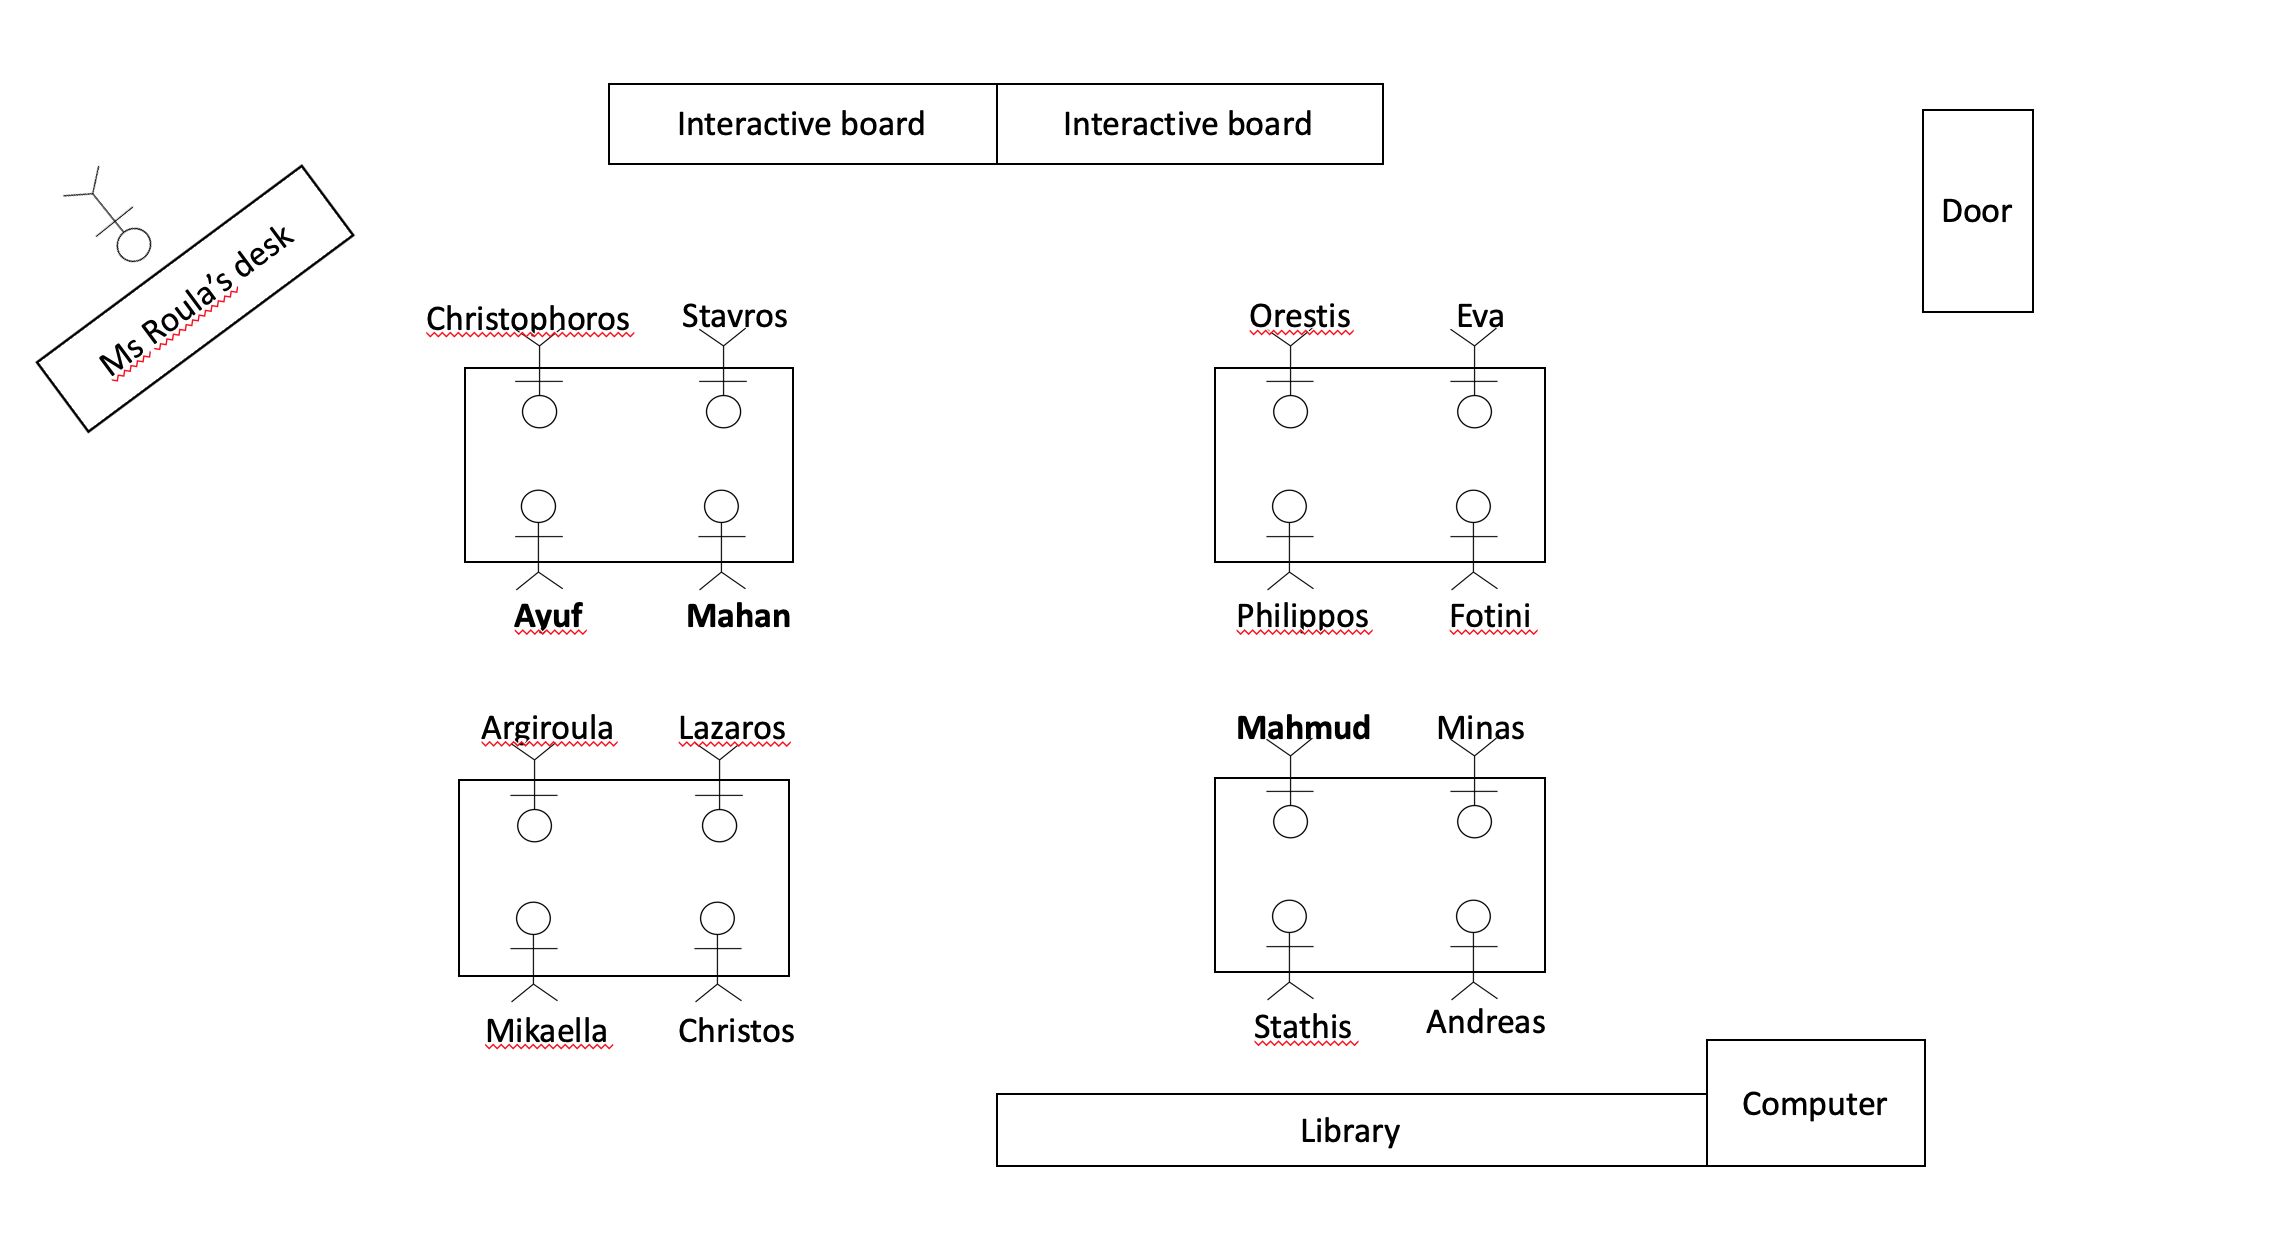 Interactive board
Interactive board
Door
Ms Roula's desk
Christophoros
Stavros
Orestis
Eva
Ayuf
Mahan
Philippos
Fotini
Argiroula
Lazaros
Mahmud
Minas
Mikaella
Christos
Stathis
Andreas
Computer
Library